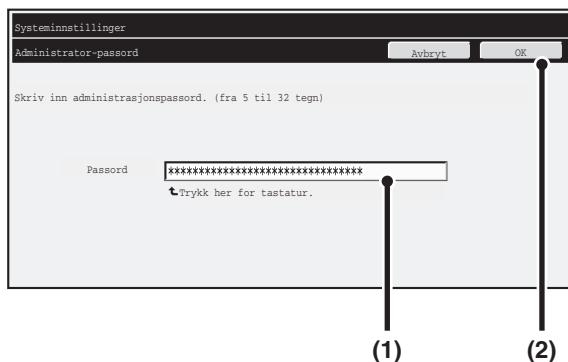 Systeminnstillinger
Administrator-passord
Avbryt
OK
Skriv inn administrasjonspassord. (fra 5 til 32 tegn)
Passord
********************************
Trykk her for tastatur.
(1)
(2)